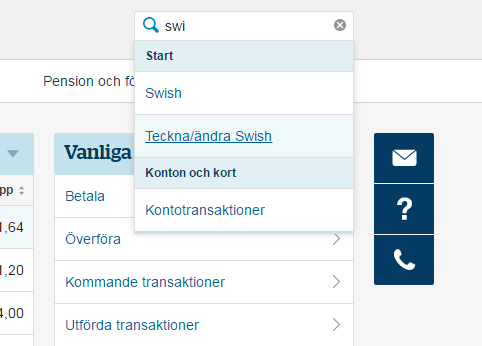 swi
Start
Pension och fö
Swish
Teckna/ändra Swish
Vanliga
Konton och kort
pp
Betala
Kontotransaktioner
1,64
Överföra
1,20
Kommande transaktioner
4,00
Utförda transaktioner
?